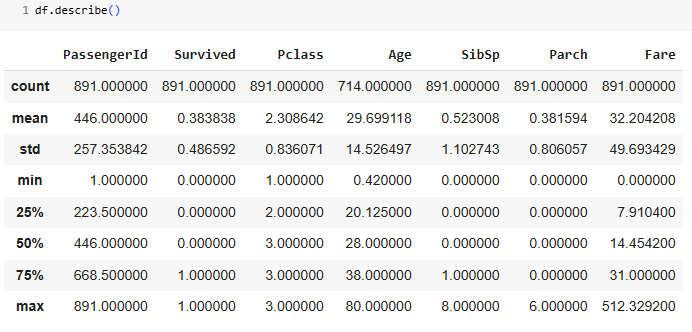 1 df.describe()
PassengerId Survived Pclass Age SibSp Parch Fare
count 891.000000 891.000000 891.000000 714.000000 891.000000 891.000000 891.000000
mean 446.000000 0.383838 2.308642 29.699118 0.523008 0.381594 32.204208
std 257.353842 0.486592 0.836071 14.526497 1.102743 0.806057 49.693429
min 1.000000 0.000000 1.000000 0.420000 0.000000 0.000000 0.000000
25% 223.500000 0.000000 2.000000 20.125000 0.000000 0.000000 7.910400
50% 446.000000 0.000000 3.000000 28.000000 0.000000 0.000000 14.454200
75% 668.500000 1.000000 3.000000 38.000000 1.000000 0.000000 31.000000
max 891.000000 1.000000 3.000000 80.000000 8.000000 6.000000 512.329200